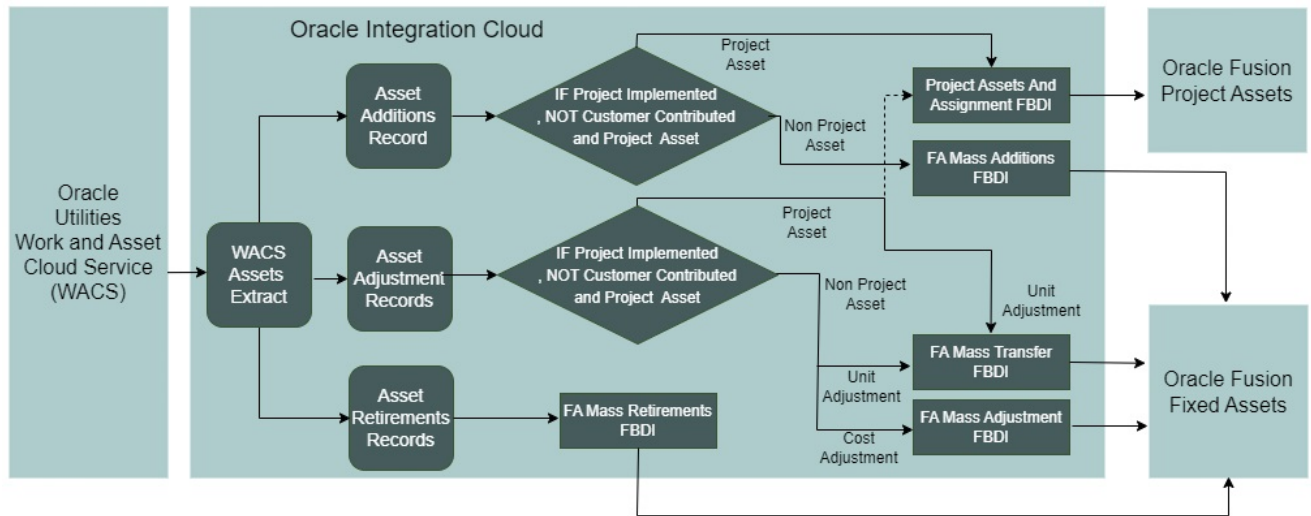 Oracle Integration Cloud
Oracle
Utilities
Work and Asset
Cloud Service
(WACS)
WACS
Assets
Extract
Asset
Additions
Record
IF Project Implemented
, NOT Customer Contributed
and Project Asset
Project
Asset
Non Project
Asset
Project Assets And
Assignment FBDI
FA Mass Additions
FBDI
Oracle Fusion
Project Assets
Asset
Adjustment
Records
IF Project Implemented
, NOT Customer Contributed
and Project Asset
Project
Asset
Non Project
Asset
Unit
Adjustment
Unit
Adjustment
Cost
Adjustment
FA Mass Transfer
FBDI
FA Mass Adjustment
FBDI
Asset
Retirements
Records
FA Mass Retirements
FBDI
Oracle Fusion
Fixed Assets